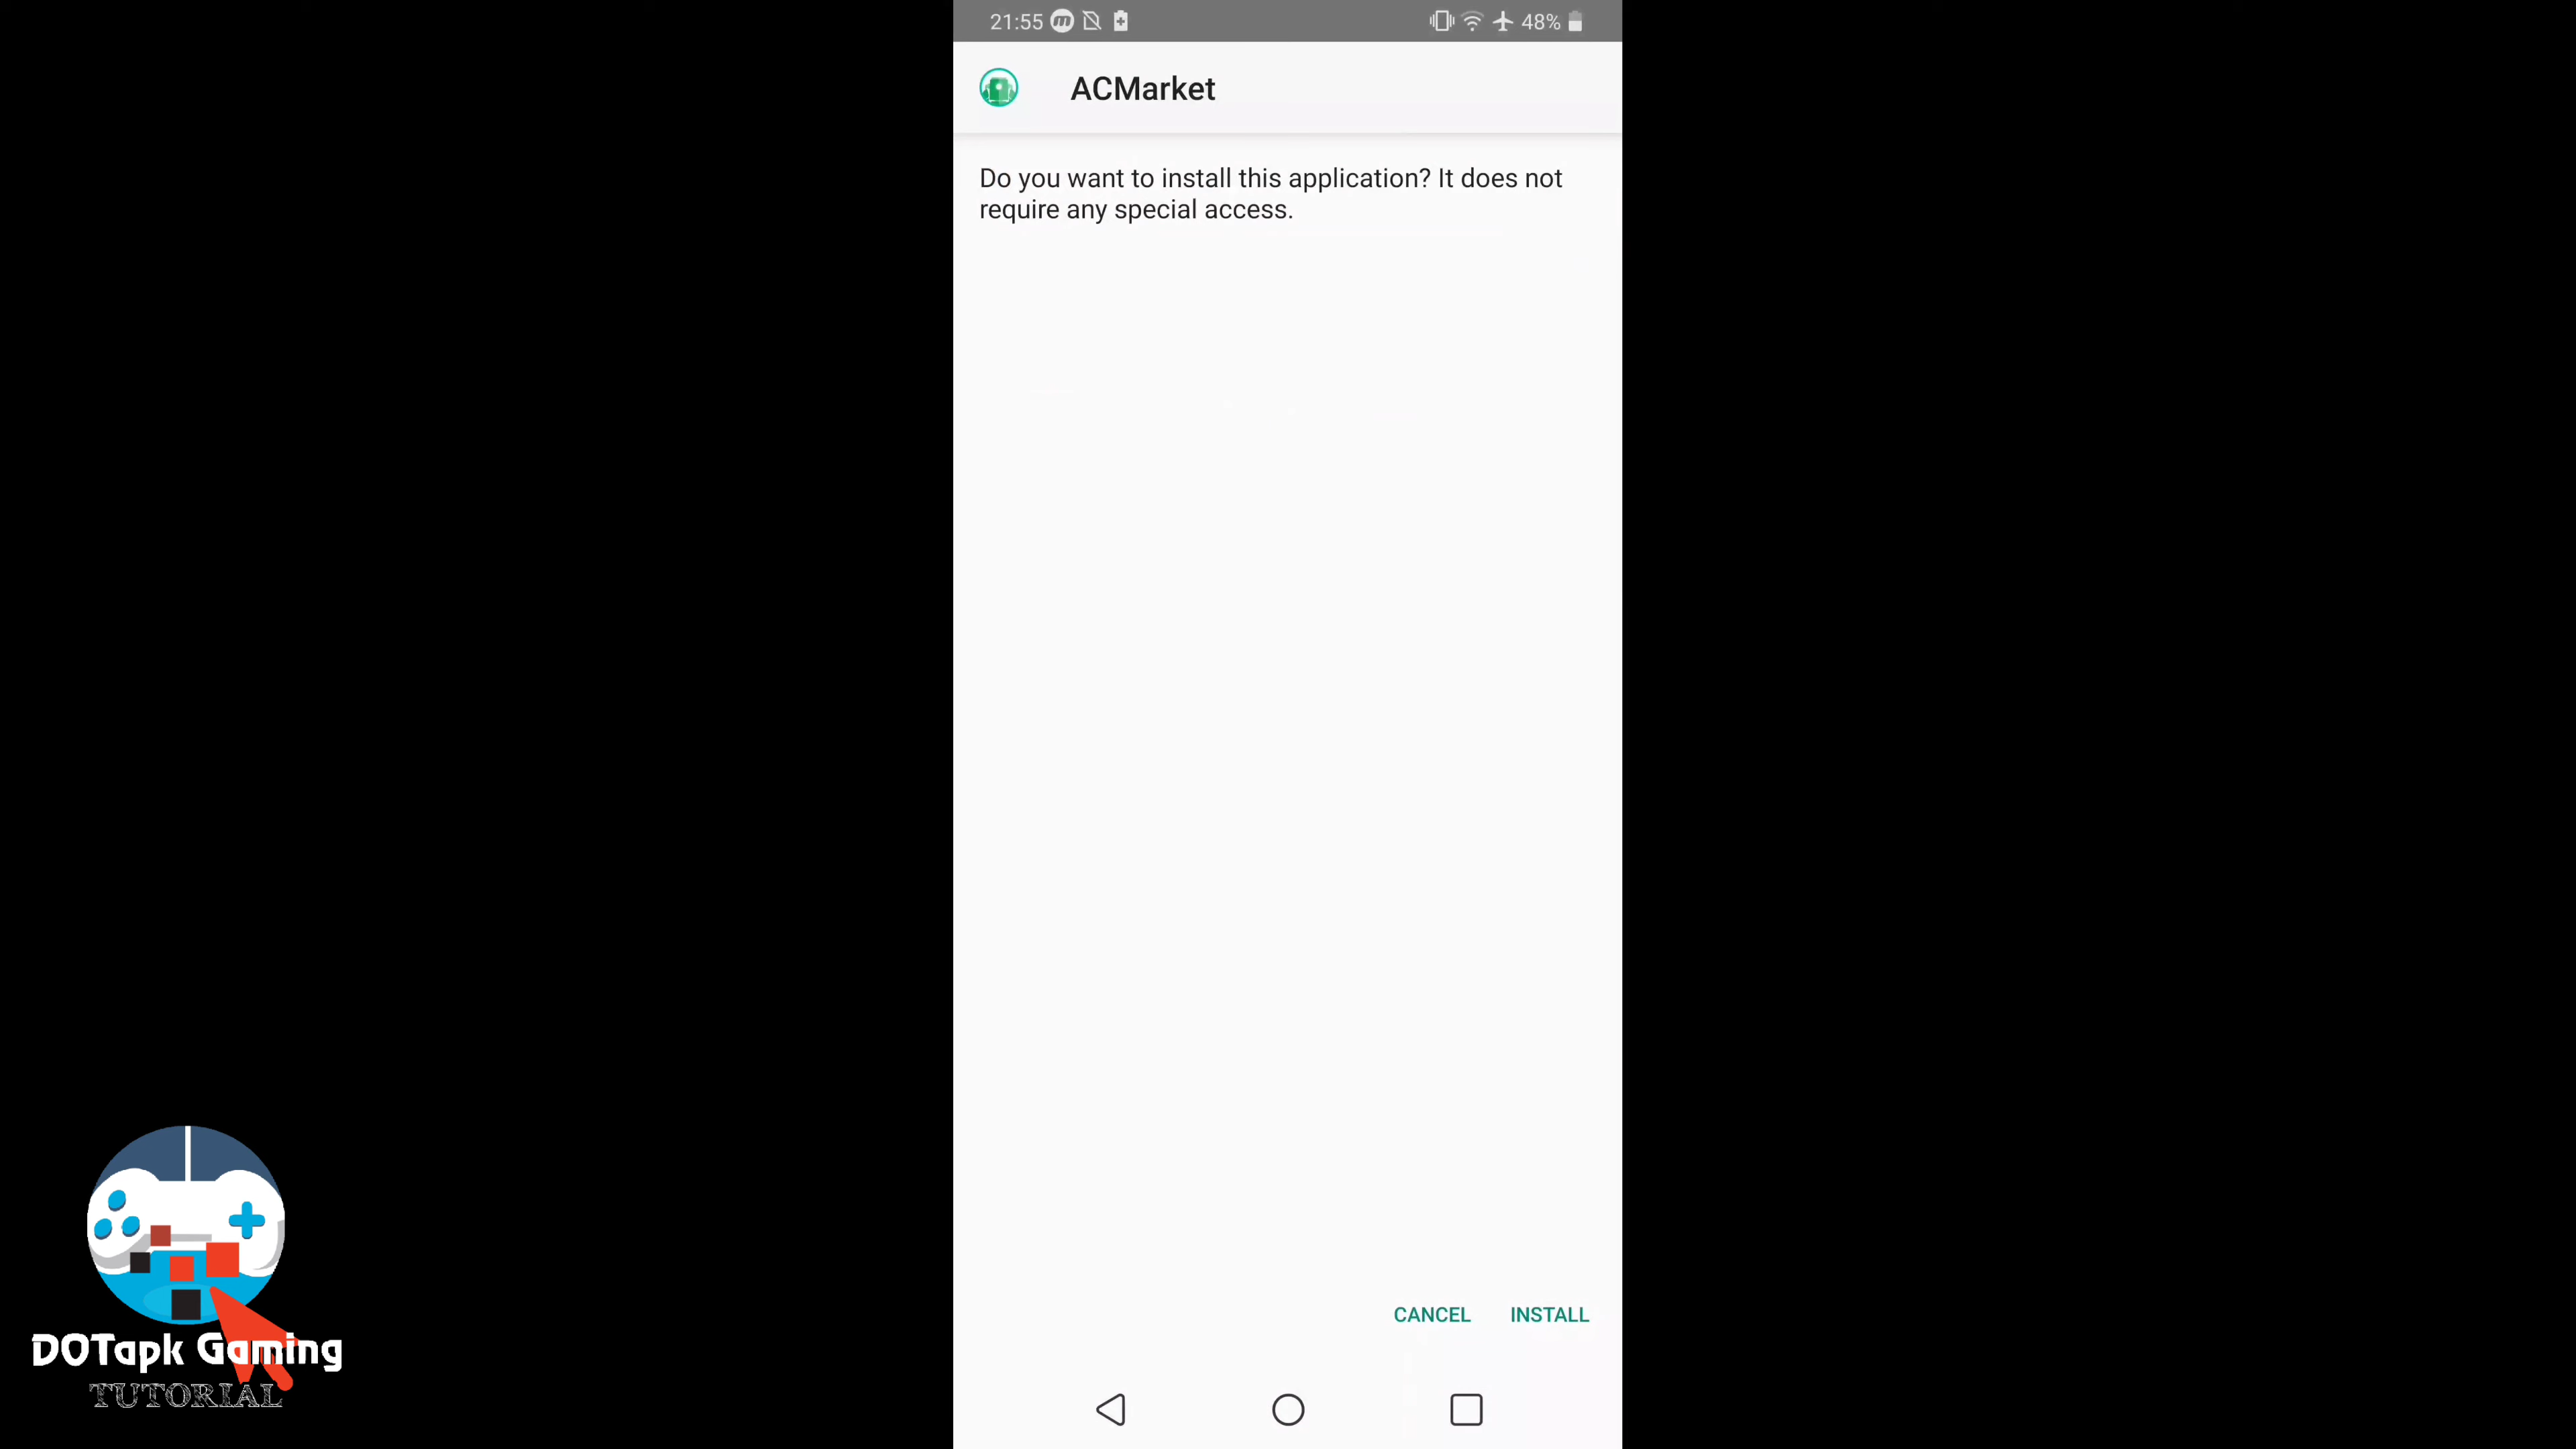 21:55
48%
ACMarket
Do you want to install this application? It does not
require any special access.
CANCEL INSTALL
DOTapk Gaming
TUTORIAL